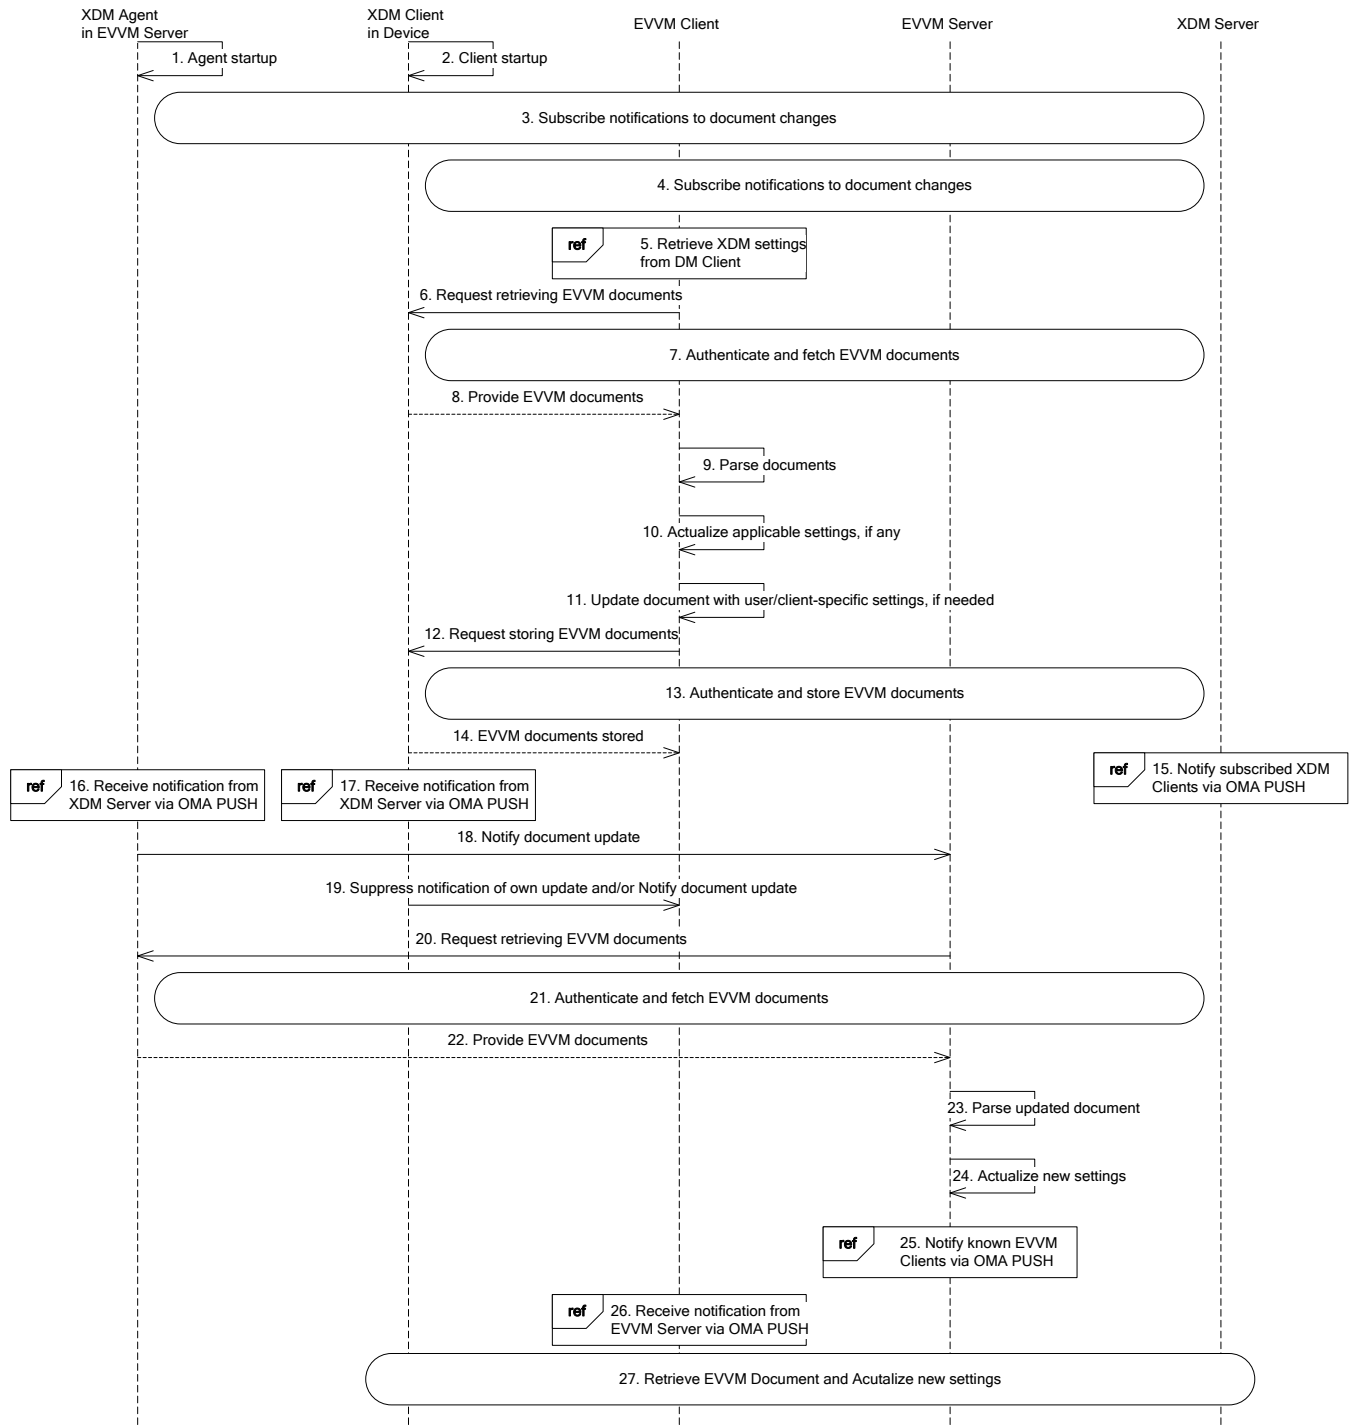 XDM Agent
in EVVM Server
XDM Client
in Device
EVVM Client
EVVM Server
XDM Server
1. Agent startup
2. Client startup
3. Subscribe notifications to document changes
4. Subscribe notifications to document changes
ref
5. Retrieve XDM settings
from DM Client
6. Request retrieving EVVM documents
7. Authenticate and fetch EVVM documents
8. Provide EVVM documents
9. Parse documents
10. Actualize applicable settings, if any
11. Update document with user/client-specific settings, if needed
12. Request storing EVVM documents
13. Authenticate and store EVVM documents
14. EVVM documents stored
ref
15. Notify subscribed XDM
Clients via OMA PUSH
ref
16. Receive notification from
XDM Server via OMA PUSH
ref
17. Receive notification from
XDM Server via OMA PUSH
18. Notify document update
19. Suppress notification of own update and/or Notify document update
20. Request retrieving EVVM documents
21. Authenticate and fetch EVVM documents
22. Provide EVVM documents
23. Parse updated document
24. Actualize new settings
ref
25. Notify known EVVM
Clients via OMA PUSH
ref
26. Receive notification from
EVVM Server via OMA PUSH
27. Retrieve EVVM Document and Acutalize new settings